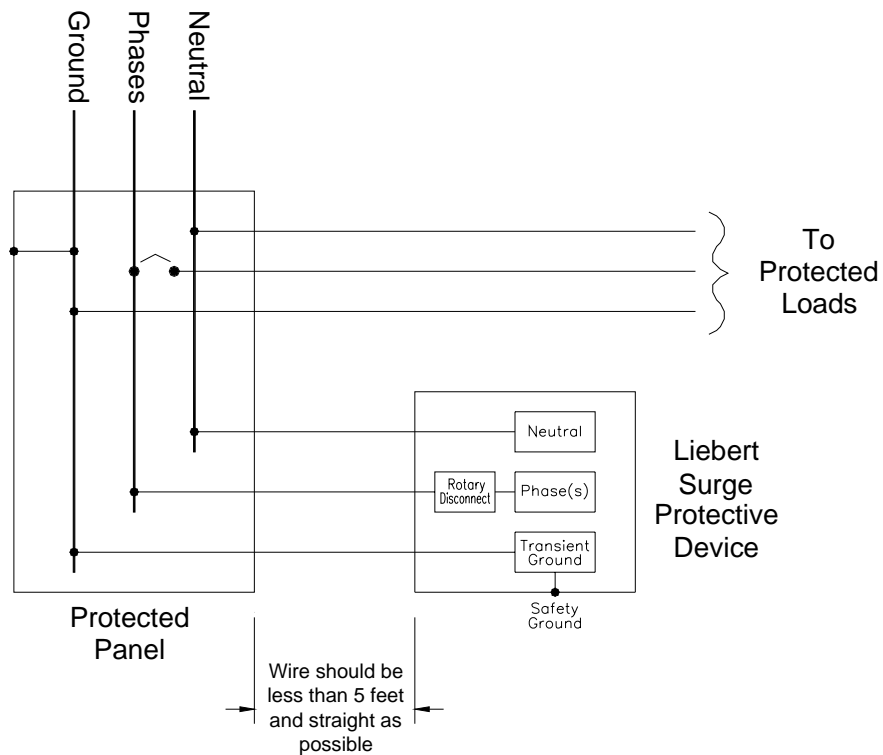 Ground
Phases
Neutral
To
Protected
Loads
Neutral
Rotary
Disconnect
Phase(s)
Transient
Ground
Safety
Ground
Liebert
Surge
Protective
Device
Protected
Panel
Wire should be
less than 5 feet
and straight as
possible